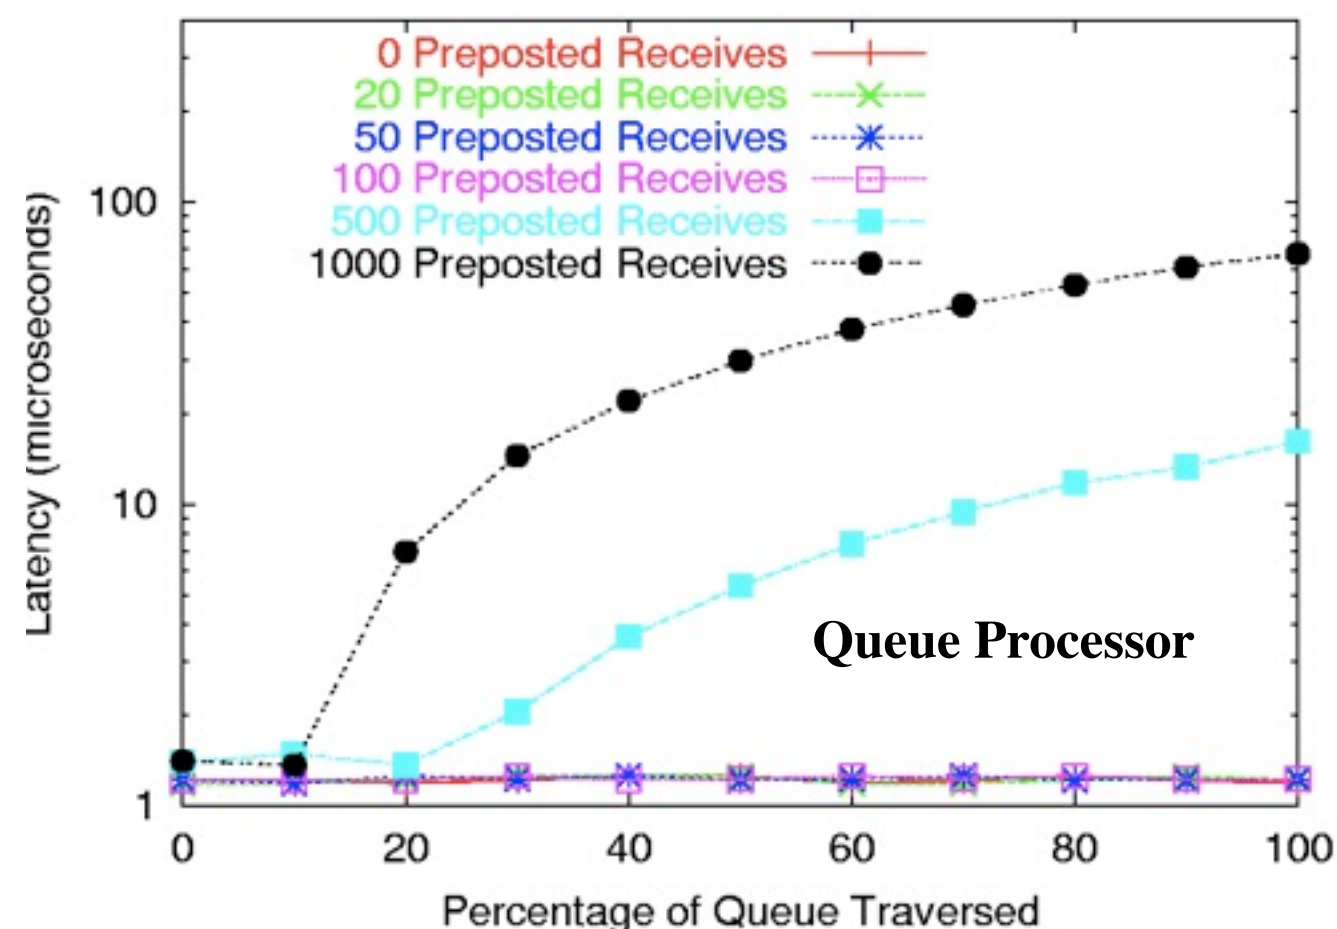 0 Preposted Receives
20 Preposted Receives
50 Preposted Receives
100 Preposted Receives
500 Preposted Receives
1000 Preposted Receives
Latency (microseconds)
100
10
1
Queue Processor
0 20 40 60 80 100
Percentage of Queue Traversed